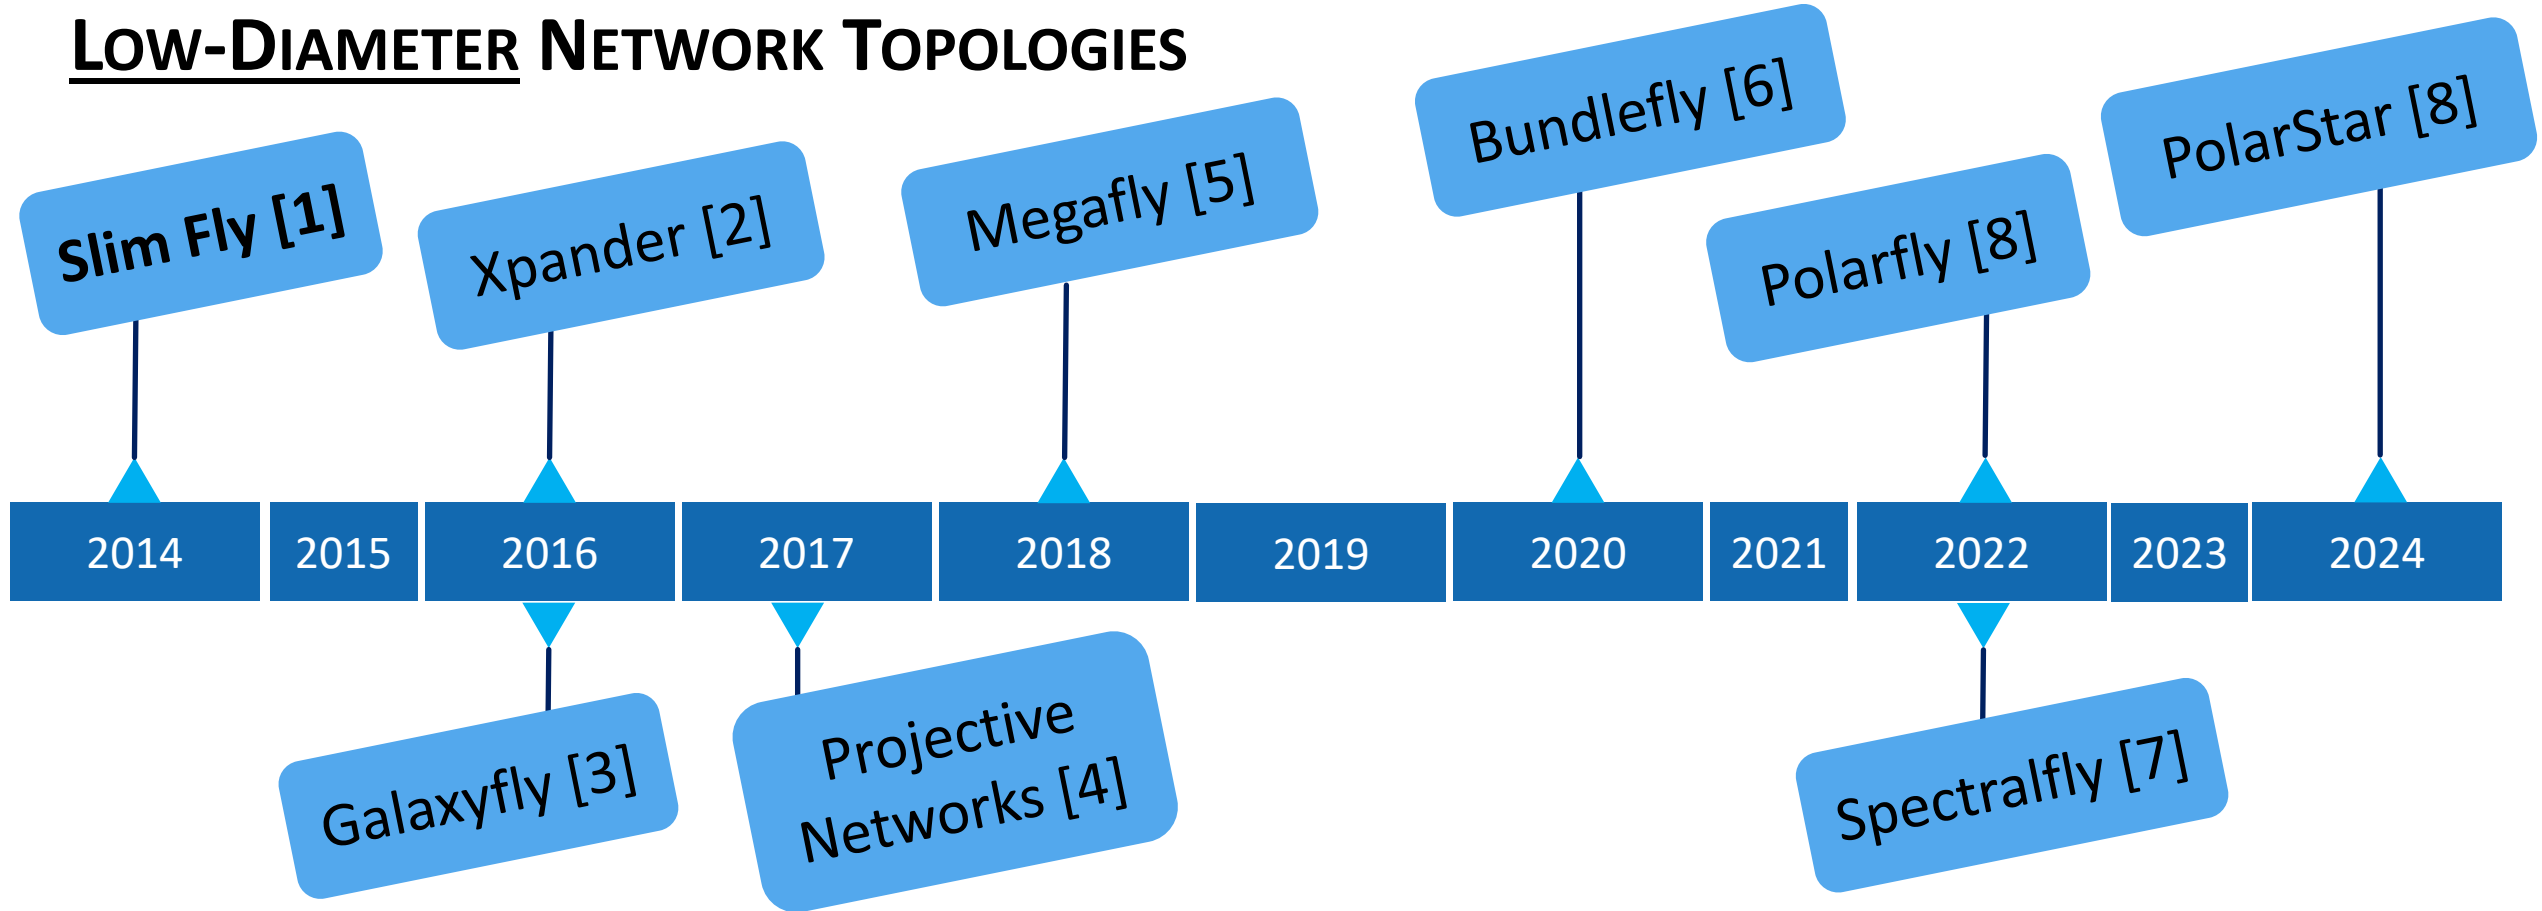 LOW-DIAMETER NETWORK TOPOLOGIES
Slim Fly [1]
Xpander [2]
Megafly [5]
Bundlefly [6]
Polarfly [8]
PolarStar [8]
2014
2015
2016
2017
2018
2019
2020
2021
2022
2023
2024
Galaxyfly [3]
Projective
Networks [4]
Spectralfly [7]